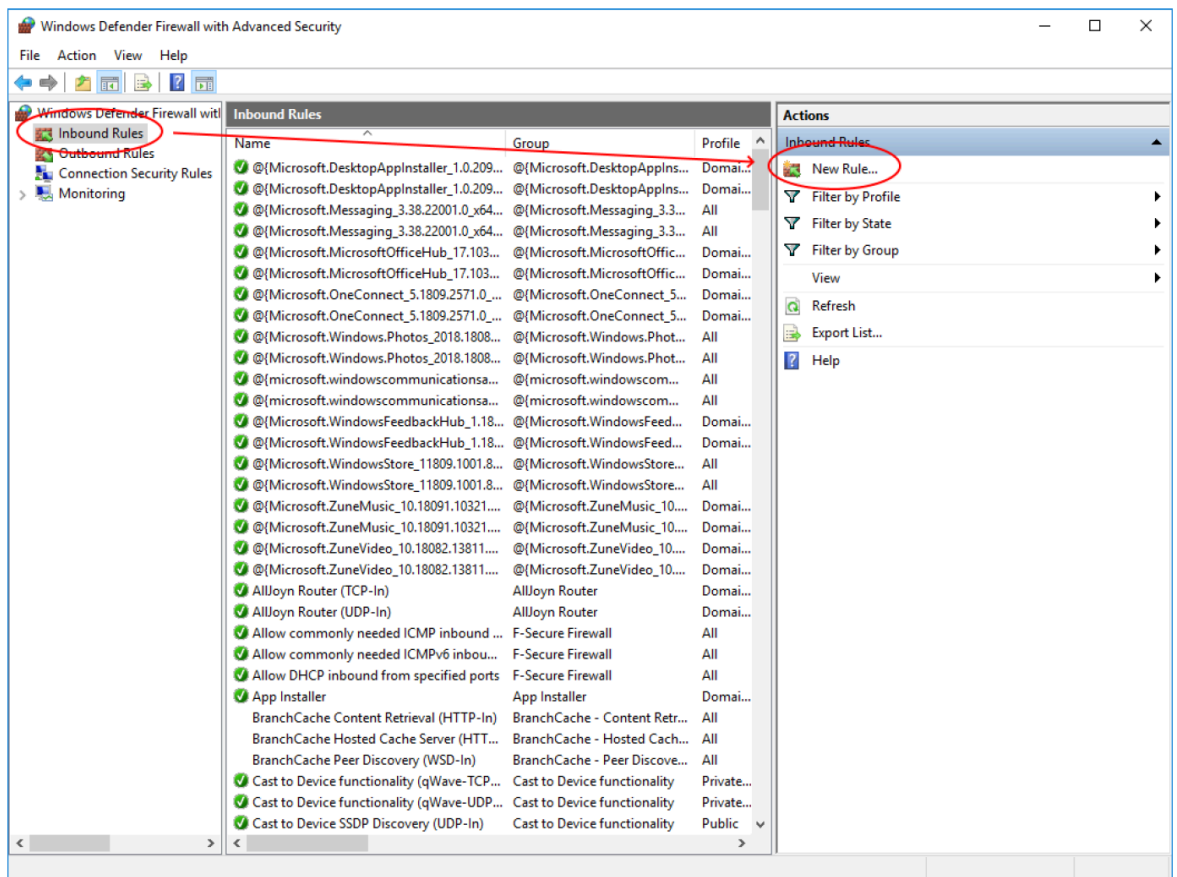 Windows Defender Firewall with Advanced Security
File Action View Help
Windows Defender Firewall witl
Inbound Rules
Outbound Rules
Connection Security Rules
Monitoring
Inbound Rules
Name Group Profile
@{Microsoft.DesktopAppInstaller_1.0.209... @{Microsoft.DesktopAppIns... Domai...
@{Microsoft.DesktopAppInstaller_1.0.209... @{Microsoft.DesktopAppIns... Domai...
@{Microsoft.Messaging_3.38.22001.0_x64... @{Microsoft.Messaging_3.3... All
@{Microsoft.Messaging_3.38.22001.0_x64... @{Microsoft.Messaging_3.3... All
@{Microsoft.MicrosoftOfficeHub_17.103... @{Microsoft.MicrosoftOffic... Domai...
@{Microsoft.MicrosoftOfficeHub_17.103... @{Microsoft.MicrosoftOffic... Domai...
@{Microsoft.OneConnect_5.1809.2571.0_... @{Microsoft.OneConnect_5... Domai...
@{Microsoft.OneConnect_5.1809.2571.0_... @{Microsoft.OneConnect_5... Domai...
@{Microsoft.Windows.Photos_2018.1808... @{Microsoft.Windows.Phot... All
@{Microsoft.Windows.Photos_2018.1808... @{Microsoft.Windows.Phot... All
@{microsoft.windowscommunicationsa... @{microsoft.windowscom... All
@{microsoft.windowscommunicationsa... @{microsoft.windowscom... All
@{Microsoft.WindowsFeedbackHub_1.18... @{Microsoft.WindowsFeed... Domai...
@{Microsoft.WindowsFeedbackHub_1.18... @{Microsoft.WindowsFeed... Domai...
@{Microsoft.WindowsStore_11809.1001.8... @{Microsoft.WindowsStore... All
@{Microsoft.WindowsStore_11809.1001.8... @{Microsoft.WindowsStore... All
@{Microsoft.ZuneMusic_10.18091.10321.... @{Microsoft.ZuneMusic_10.... Domai...
@{Microsoft.ZuneMusic_10.18091.10321.... @{Microsoft.ZuneMusic_10.... Domai...
@{Microsoft.ZuneVideo_10.18082.13811.... @{Microsoft.ZuneVideo_10.... Domai...
@{Microsoft.ZuneVideo_10.18082.13811.... @{Microsoft.ZuneVideo_10.... Domai...
AllJoyn Router (TCP-In) AllJoyn Router Domai...
AllJoyn Router (UDP-In) AllJoyn Router Domai...
Allow commonly needed ICMP inbound ... F-Secure Firewall All
Allow commonly needed ICMPv6 inbou... F-Secure Firewall All
Allow DHCP inbound from specified ports F-Secure Firewall All
App Installer App Installer Domai...
BranchCache Content Retrieval (HTTP-In) BranchCache - Content Retr... All
BranchCache Hosted Cache Server (HTT... BranchCache - Hosted Cach... All
BranchCache Peer Discovery (WSD-In) BranchCache - Peer Discove... All
Cast to Device functionality (qWave-TCP... Cast to Device functionality Private...
Cast to Device functionality (qWave-UDP... Cast to Device functionality Private...
Cast to Device SSDP Discovery (UDP-In) Cast to Device functionality Public
Actions
Inbound Rules
New Rule...
Filter by Profile
Filter by State
Filter by Group
View
Refresh
Export List...
Help